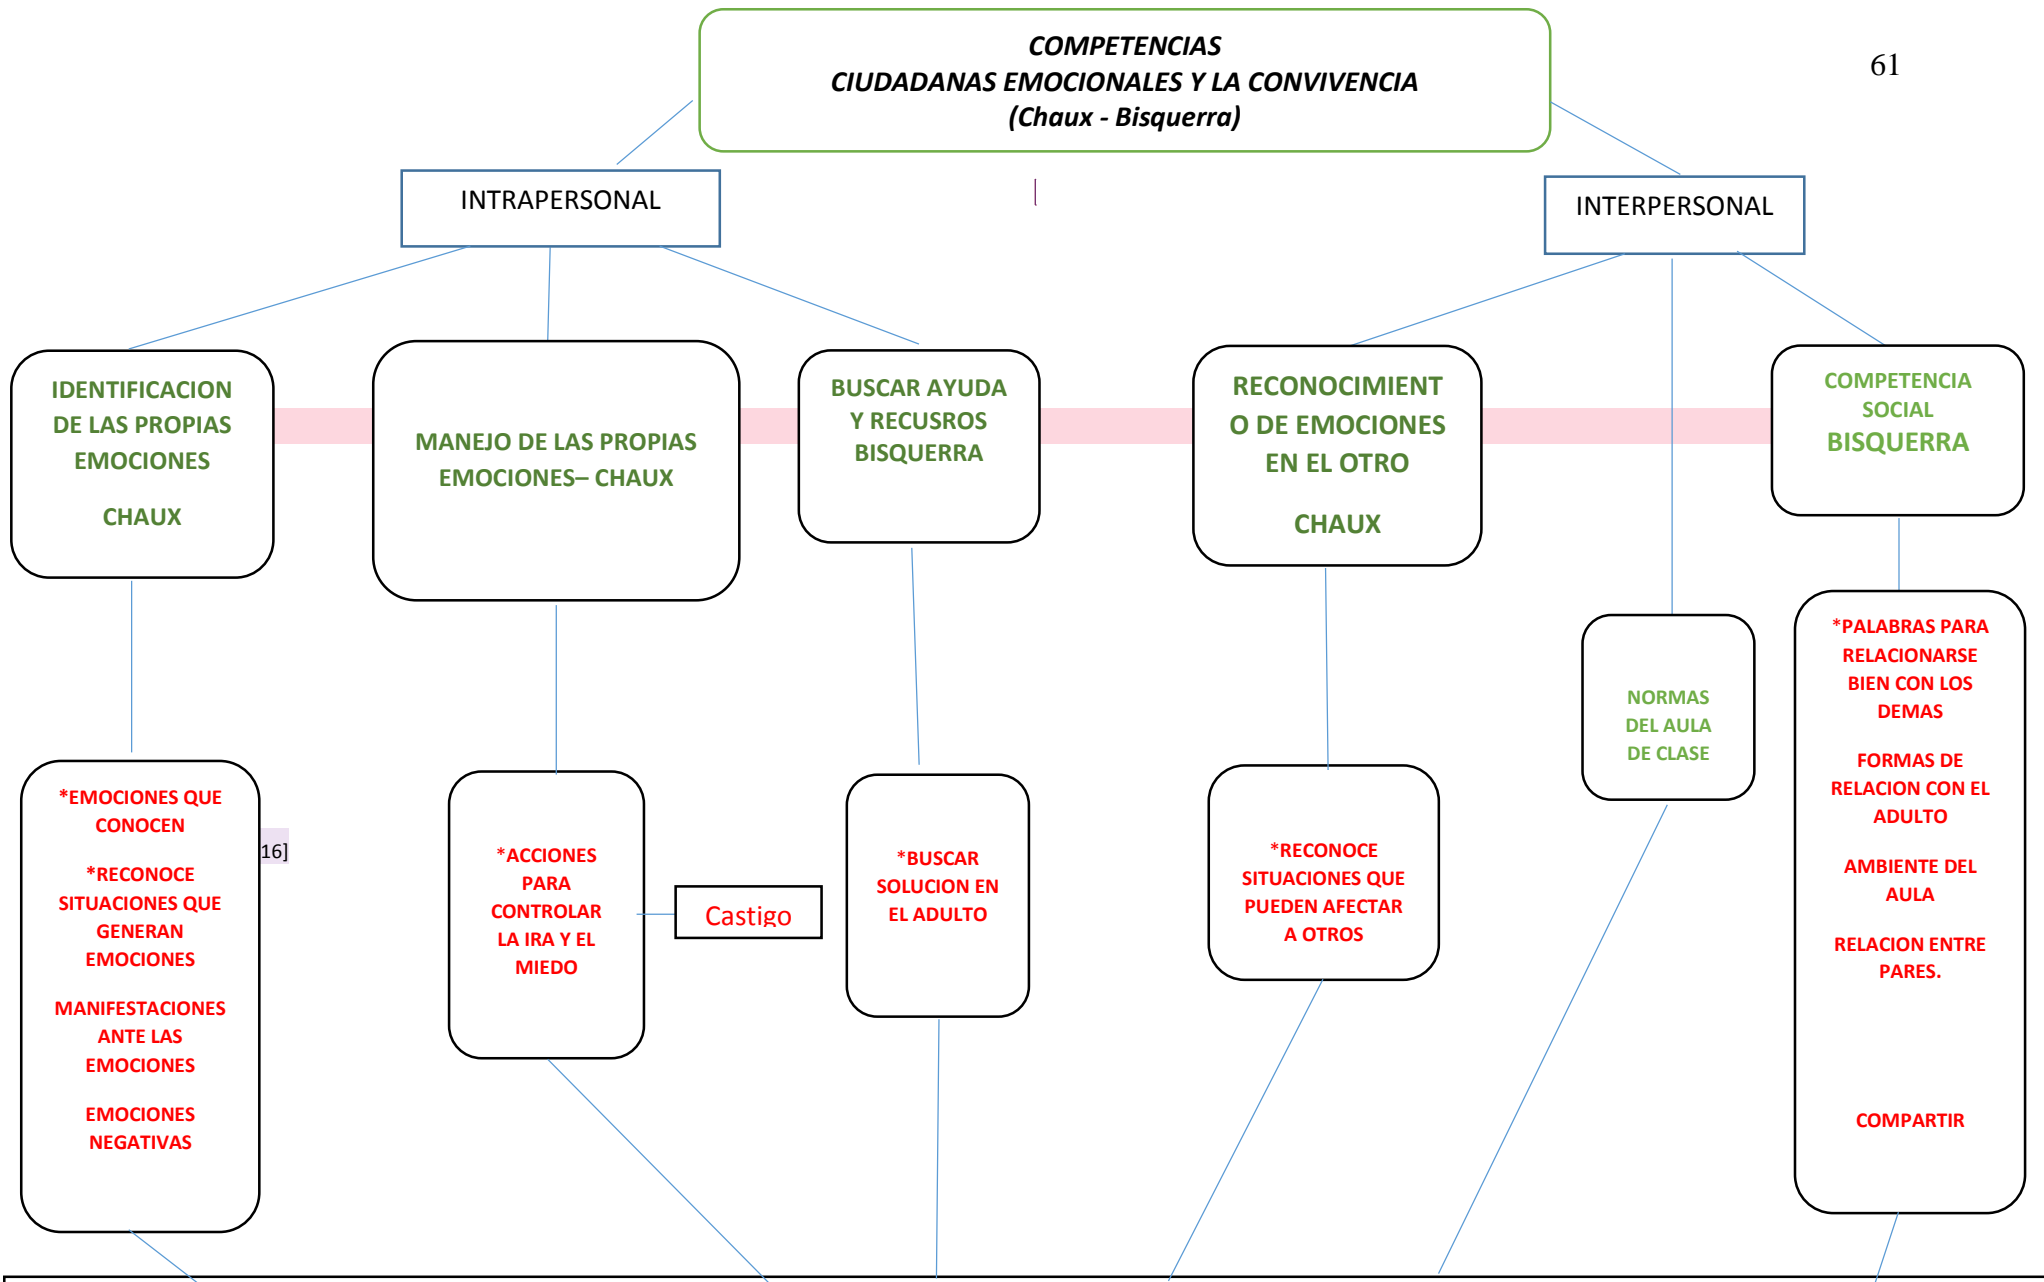 COMPETENCIAS
CIUDADANAS EMOCIONALES Y LA CONVIVENCIA
(Chaux - Bisquerra)
61
INTRAPERSONAL
INTERPERSONAL
IDENTIFICACION
DE LAS PROPIAS
EMOCIONES
CHAUX
MANEJO DE LAS PROPIAS
EMOCIONES– CHAUX
BUSCAR AYUDA
Y RECUSROS
BISQUERRA
RECONOCIMIENT
O DE EMOCIONES
EN EL OTRO
CHAUX
COMPETENCIA
SOCIAL
BISQUERRA
*EMOCIONES QUE
CONOCEN
*RECONOCE
SITUACIONES QUE
GENERAN
EMOCIONES
MANIFESTACIONES
ANTE LAS
EMOCIONES
EMOCIONES
NEGATIVAS
16]
*ACCIONES
PARA
CONTROLAR
LA IRA Y EL
MIEDO
Castigo
*BUSCAR
SOLUCION EN
EL ADULTO
*RECONOCE
SITUACIONES QUE
PUEDEN AFECTAR
A OTROS
NORMAS
DEL AULA
DE CLASE
*PALABRAS PARA
RELACIONARSE
BIEN CON LOS
DEMAS
FORMAS DE
RELACION CON EL
ADULTO
AMBIENTE DEL
AULA
RELACION ENTRE
PARES.
COMPARTIR